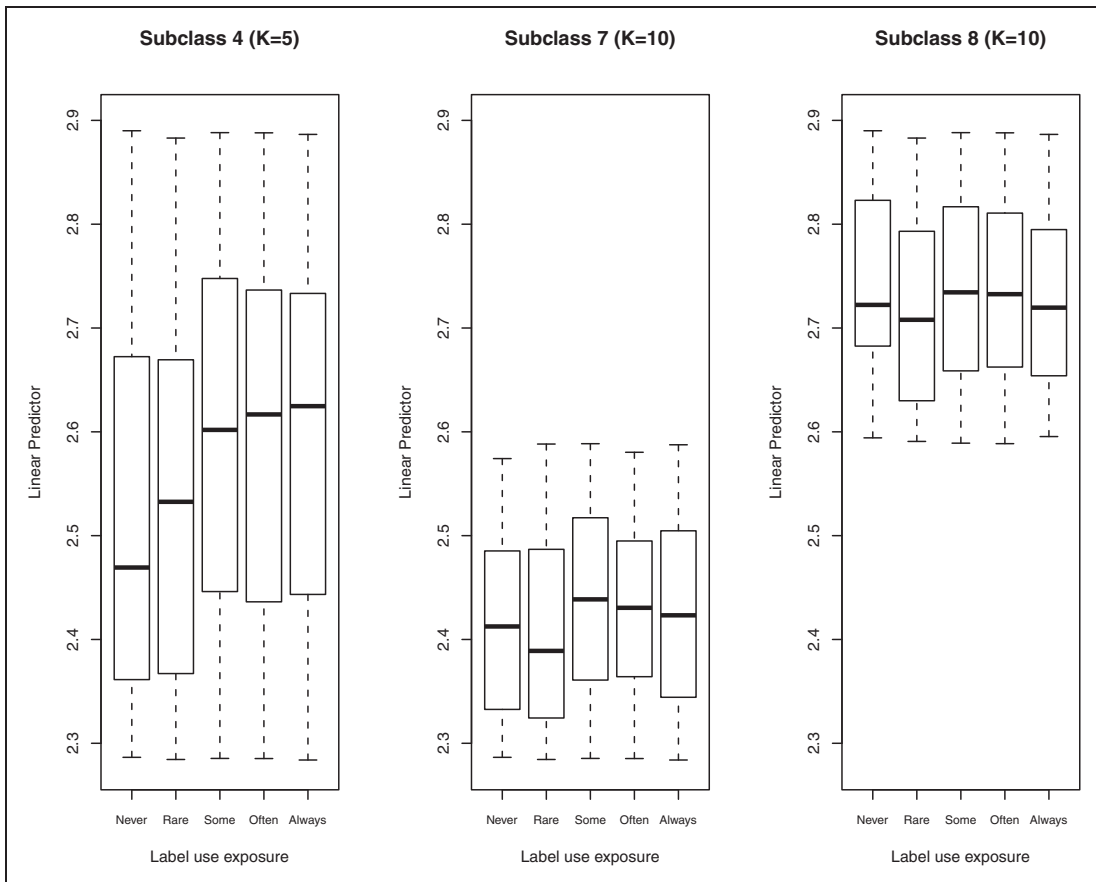 Subclass 4 (K=5)
Linear Predictor
2.9
2.8
2.7
2.6
2.5
2.4
2.3
Never Rare Some Often Always
Label use exposure
Subclass 7 (K=10)
Linear Predictor
2.9
2.8
2.7
2.6
2.5
2.4
2.3
Never Rare Some Often Always
Label use exposure
Subclass 8 (K=10)
Linear Predictor
2.9
2.8
2.7
2.6
2.5
2.4
2.3
Never Rare Some Often Always
Label use exposure